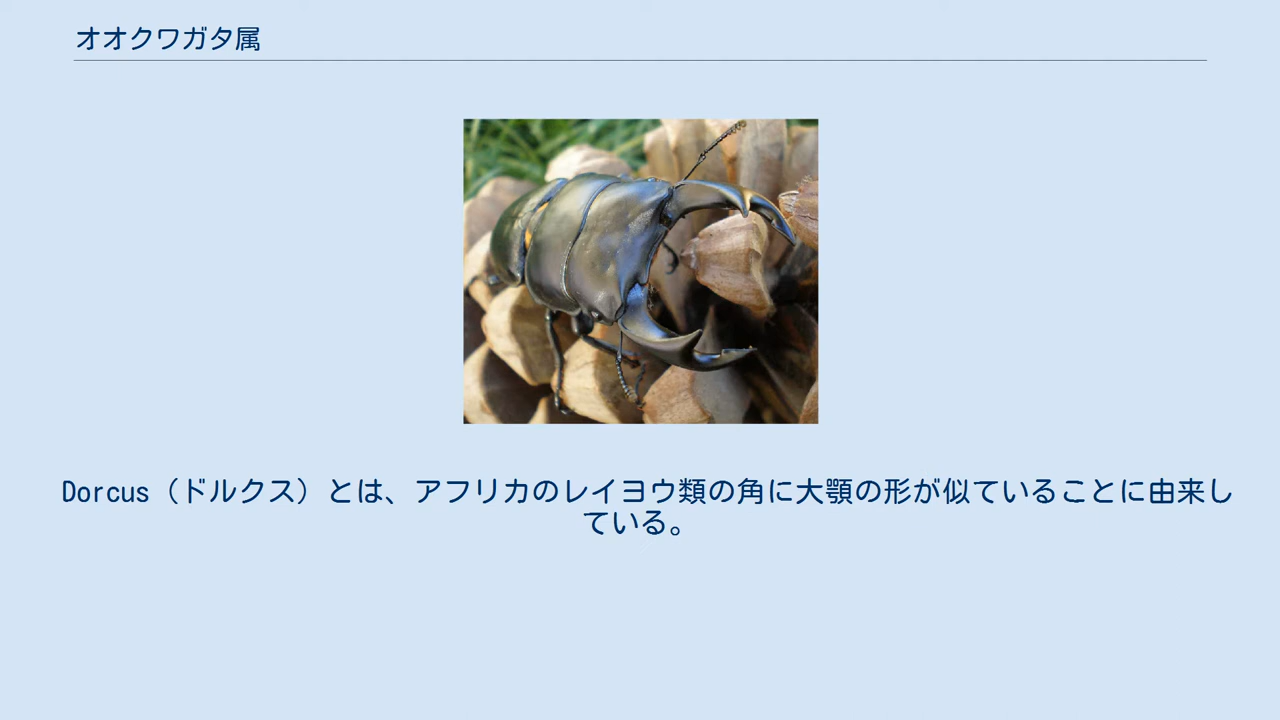 オオクワガタ属
Dorcus（ドルクス）とは、アフリカのレイヨウ類の角に大顎の形が似ていることに由来し
ている。